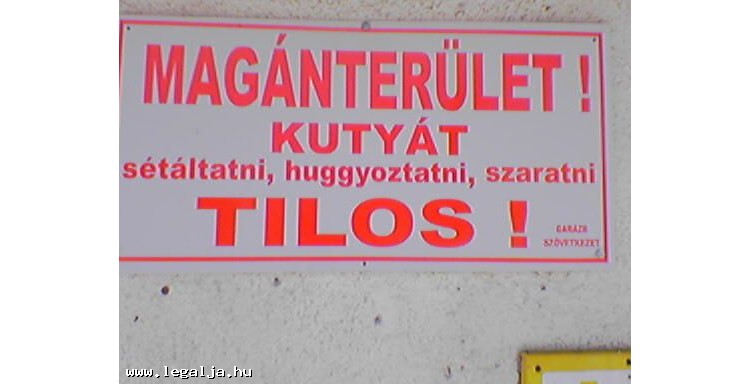 MAGÁNTERÜLET !
KUTYÁT
sétáltatni, huggyoztatni, szaratni
TILOS !
GARÁZS
SZÖVETKEZET
www.legalja.hu